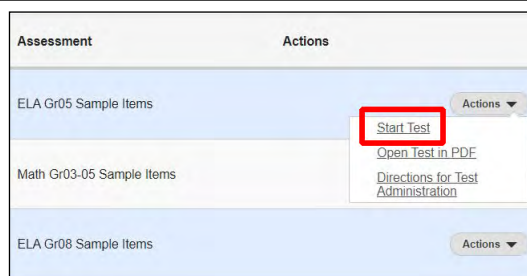 Assessment Actions
ELA Gr05 Sample Items Actions
Start Test
Open Test in PDF
Math Gr03-05 Sample Items
Directions for Test
Administration
ELA Gr08 Sample Items Actions